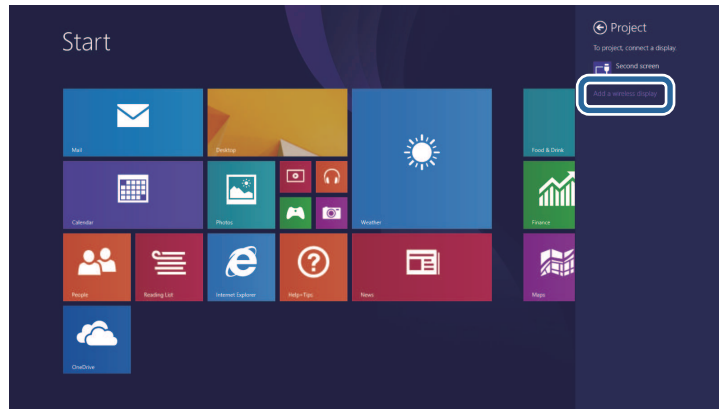 Start
Project
To project, connect a display
Second screen
Add a wireless display
Mail
Desktop
Weather
Food & Drink
Calendar
Photos
Finance
People
Reading List
Internet Explorer
Help+Tips
News
Maps
OneDrive